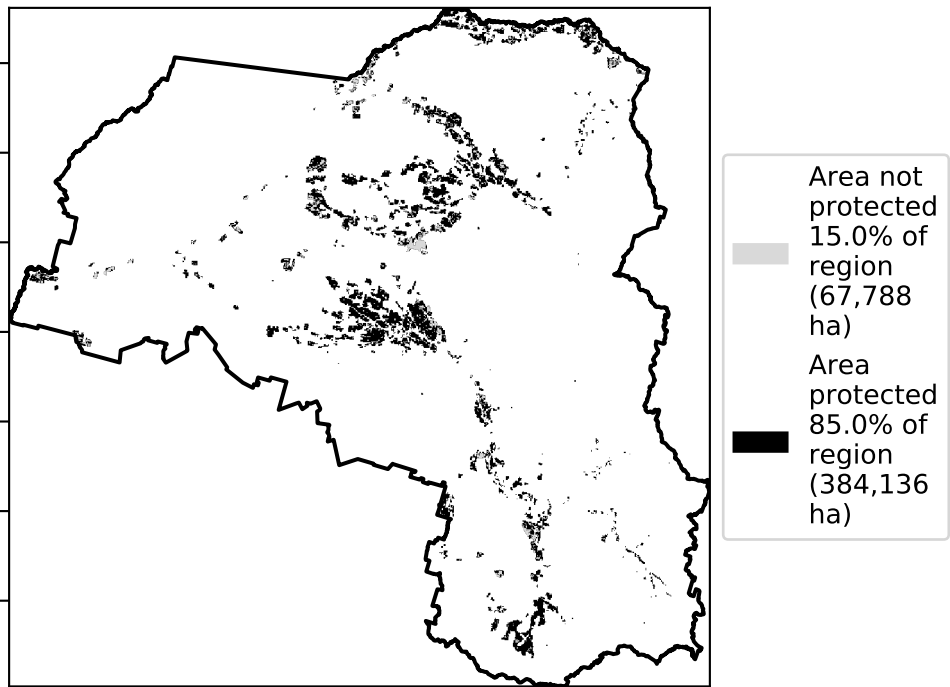 Area not
protected
15.0% of
region
(67,788
ha)
Area
protected
85.0% of
region
(384,136
ha)